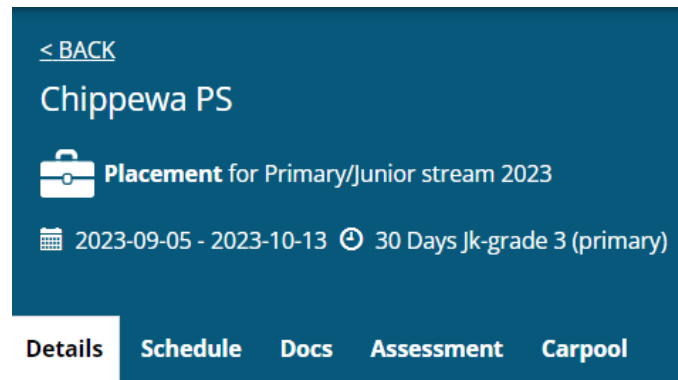 < BACK
Chippewa PS
Placement for Primary/Junior stream 2023
2023-09-05 - 2023-10-13 30 Days Jk-grade 3 (primary)
Details Schedule Docs Assessment Carpool